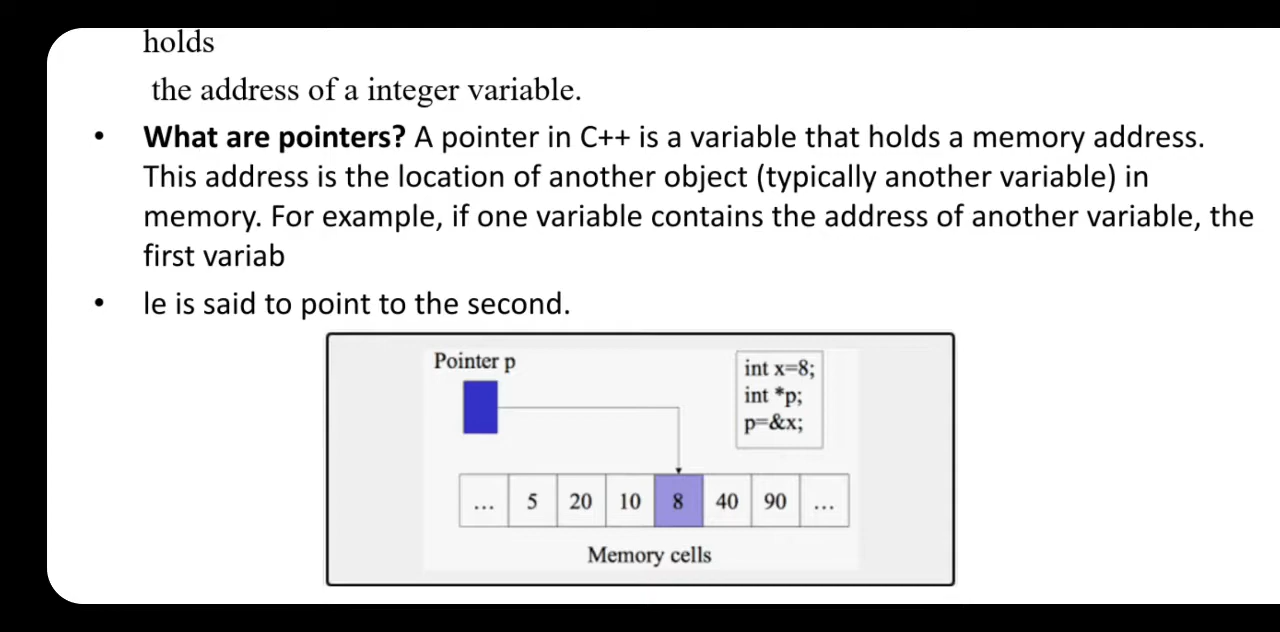 holds
the address of a integer variable.
• What are pointers? A pointer in C++ is a variable that holds a memory address.
This address is the location of another object (typically another variable) in
memory. For example, if one variable contains the address of another variable, the
first variab
• le is said to point to the second.
Pointer p
int x=8;
int *p;
p=&x;
... 5 20 10 8 40 90 ...
Memory cells